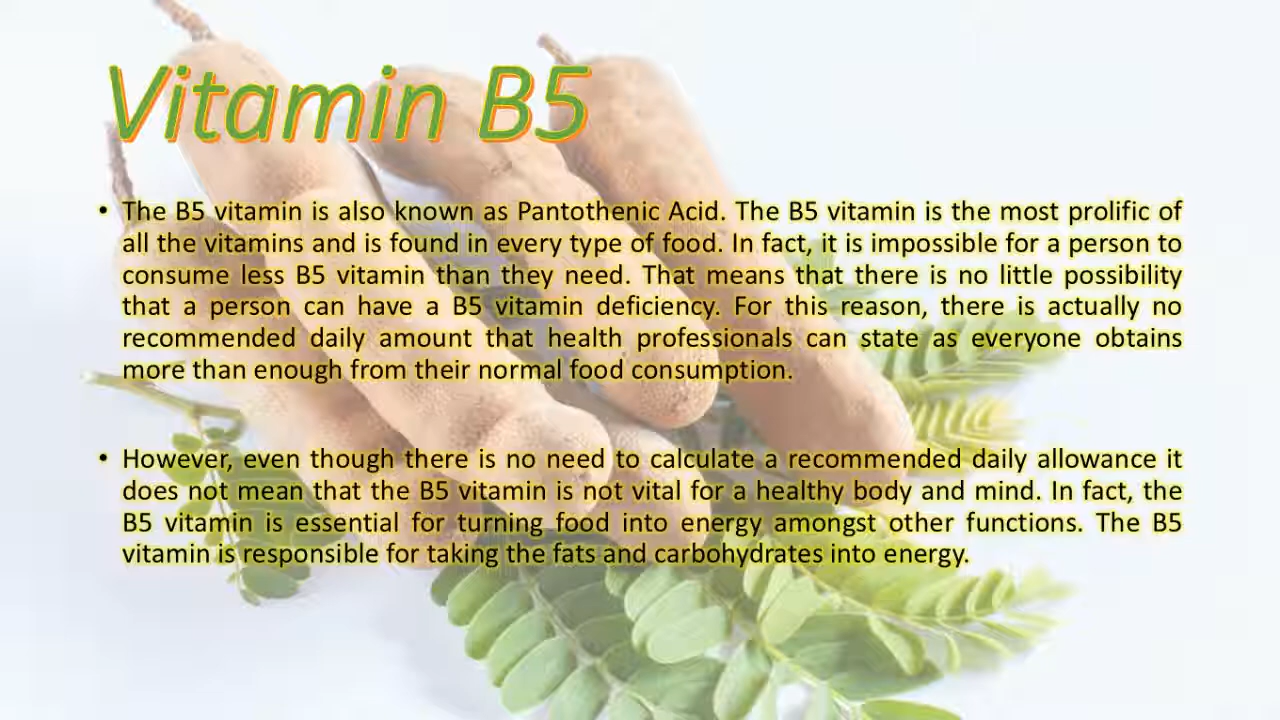 Vitamin B5
• The B5 vitamin is also known as Pantothenic Acid. The B5 vitamin is the most prolific of
all the vitamins and is found in every type of food. In fact, it is impossible for a person to
consume less B5 vitamin than they need. That means that there is no little possibility
that a person can have a B5 vitamin deficiency. For this reason, there is actually no
recommended daily amount that health professionals can state as everyone obtains
more than enough from their normal food consumption.
• However, even though there is no need to calculate a recommended daily allowance it
does not mean that the B5 vitamin is not vital for a healthy body and mind. In fact, the
B5 vitamin is essential for turning food into energy amongst other functions. The B5
vitamin is responsible for taking the fats and carbohydrates into energy.